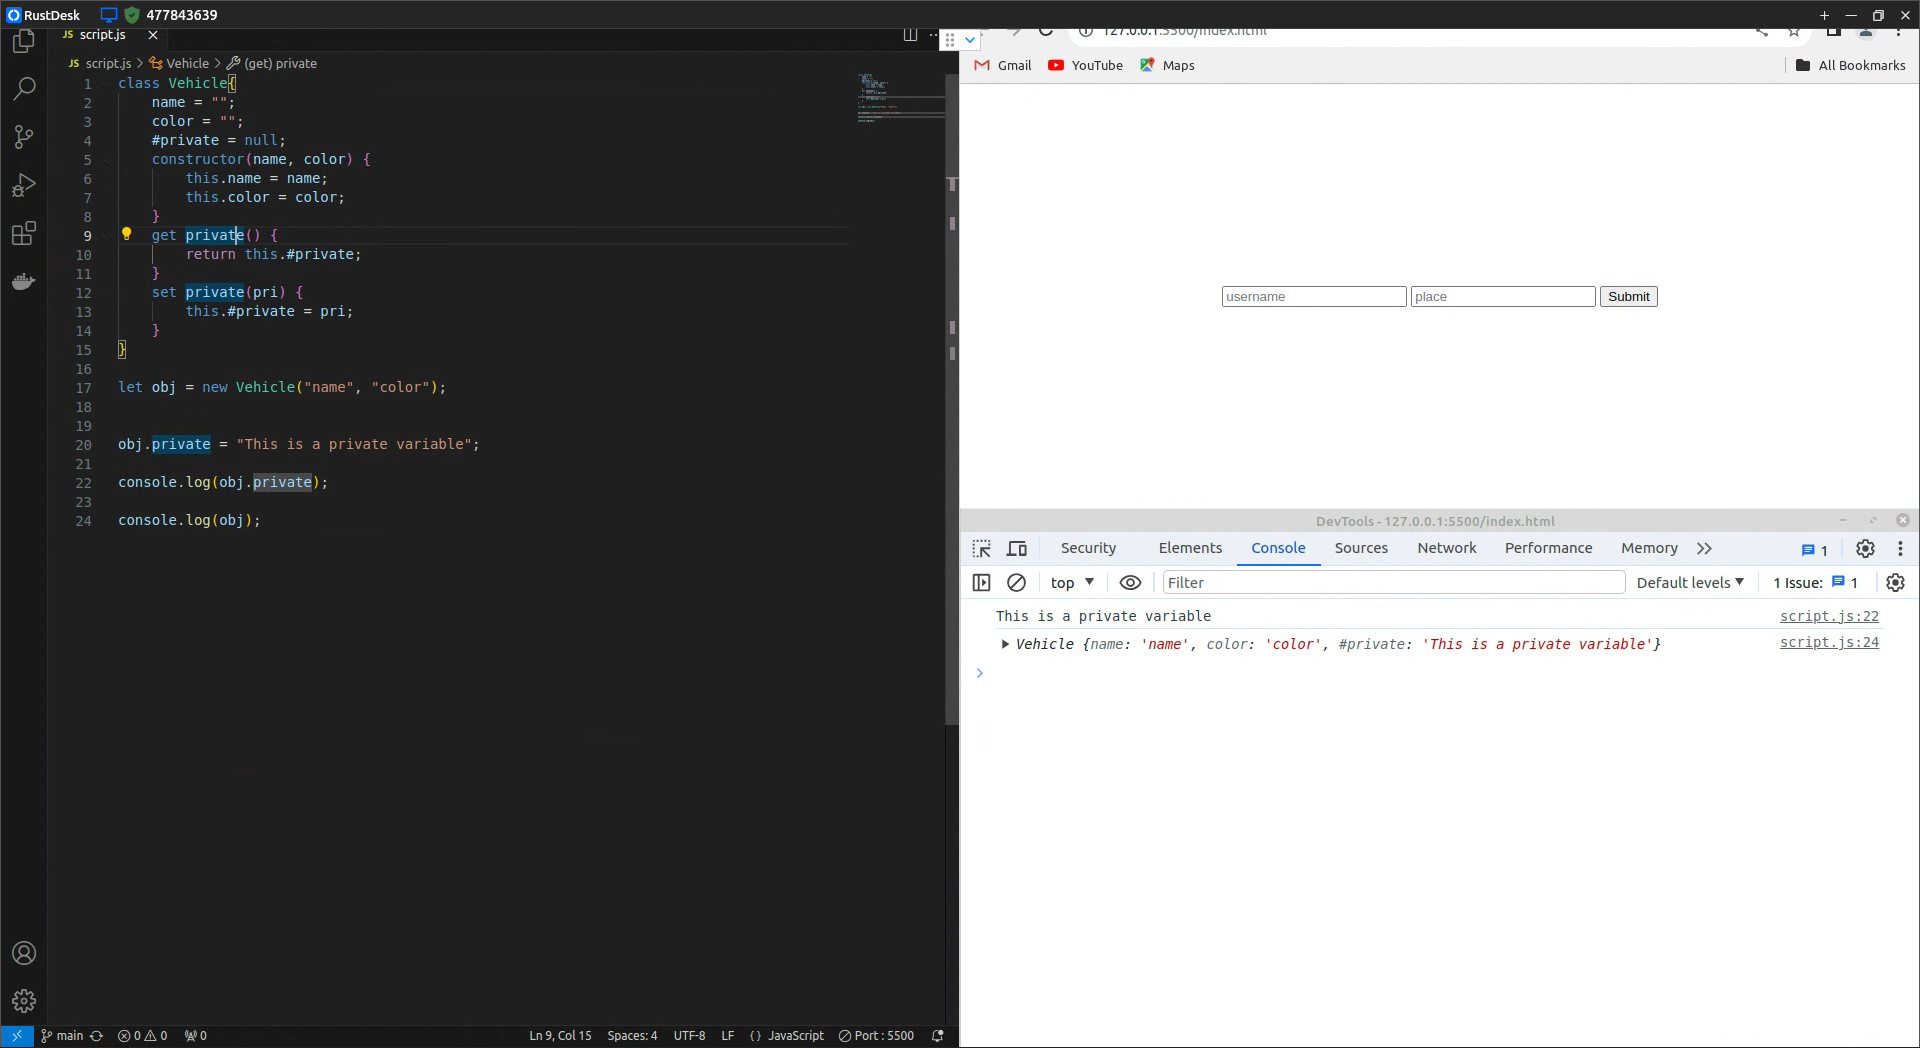 RustDesk 477843639
JS script.js
JS script.js > Vehicle > (get) private
1 class Vehicle{
2 name = "";
3 color = "";
4 #private = null;
5 constructor(name, color) {
6 this.name = name;
7 this.color = color;
8 }
9 get private() {
10 return this.#private;
11 }
12 set private(pri) {
13 this.#private = pri;
14 }
15 }
16
17 let obj = new Vehicle("name", "color");
18
19
20 obj.private = "This is a private variable";
21
22 console.log(obj.private);
23
24 console.log(obj);
main 0 0 0 Ln 9, Col 15 Spaces: 4 UTF-8 LF {} JavaScript Port : 5500
127.0.0.1:5500/index.html
Gmail YouTube Maps All Bookmarks
username place Submit
DevTools - 127.0.0.1:5500/index.html
Security Elements Console Sources Network Performance Memory 1
top Filter Default levels 1 Issue: 1
This is a private variable script.js:22
Vehicle {name: 'name', color: 'color', #private: 'This is a private variable'} script.js:24